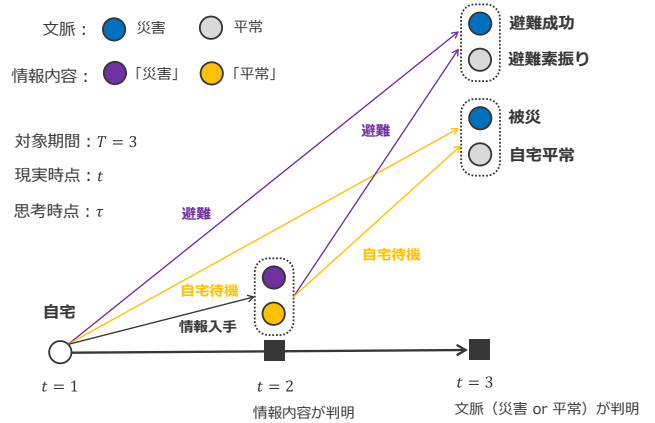 文脈： 災害 平常
情報内容： 「災害」 「平常」
対象期間：T = 3
現実時点：t
思考時点：τ
避難成功
避難素振り
被災
自宅平常
避難
避難
自宅待機
自宅待機
自宅
情報入手
t = 1
t = 2
t = 3
情報内容が判明
文脈（災害 or 平常）が判明